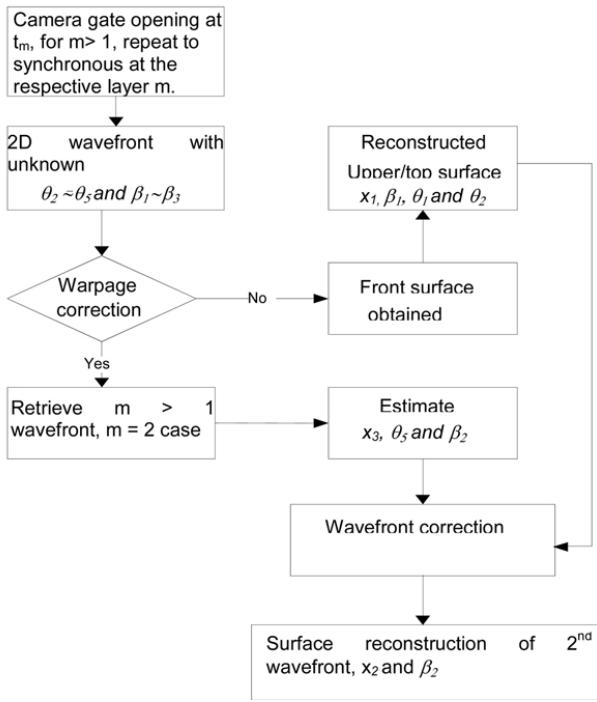 Camera gate opening at
tm, for m> 1, repeat to
synchronous at the
respective layer m.
2D wavefront with
unknown
θ2 ~θ5 and β1~β3
Warpage
correction
No
Yes
Reconstructed
Upper/top surface
x1, β1, θ1 and θ2
Front surface
obtained
Retrieve m > 1
wavefront, m = 2 case
Estimate
x3, θ5 and β2
Wavefront correction
Surface reconstruction of 2nd
wavefront, x2 and β2